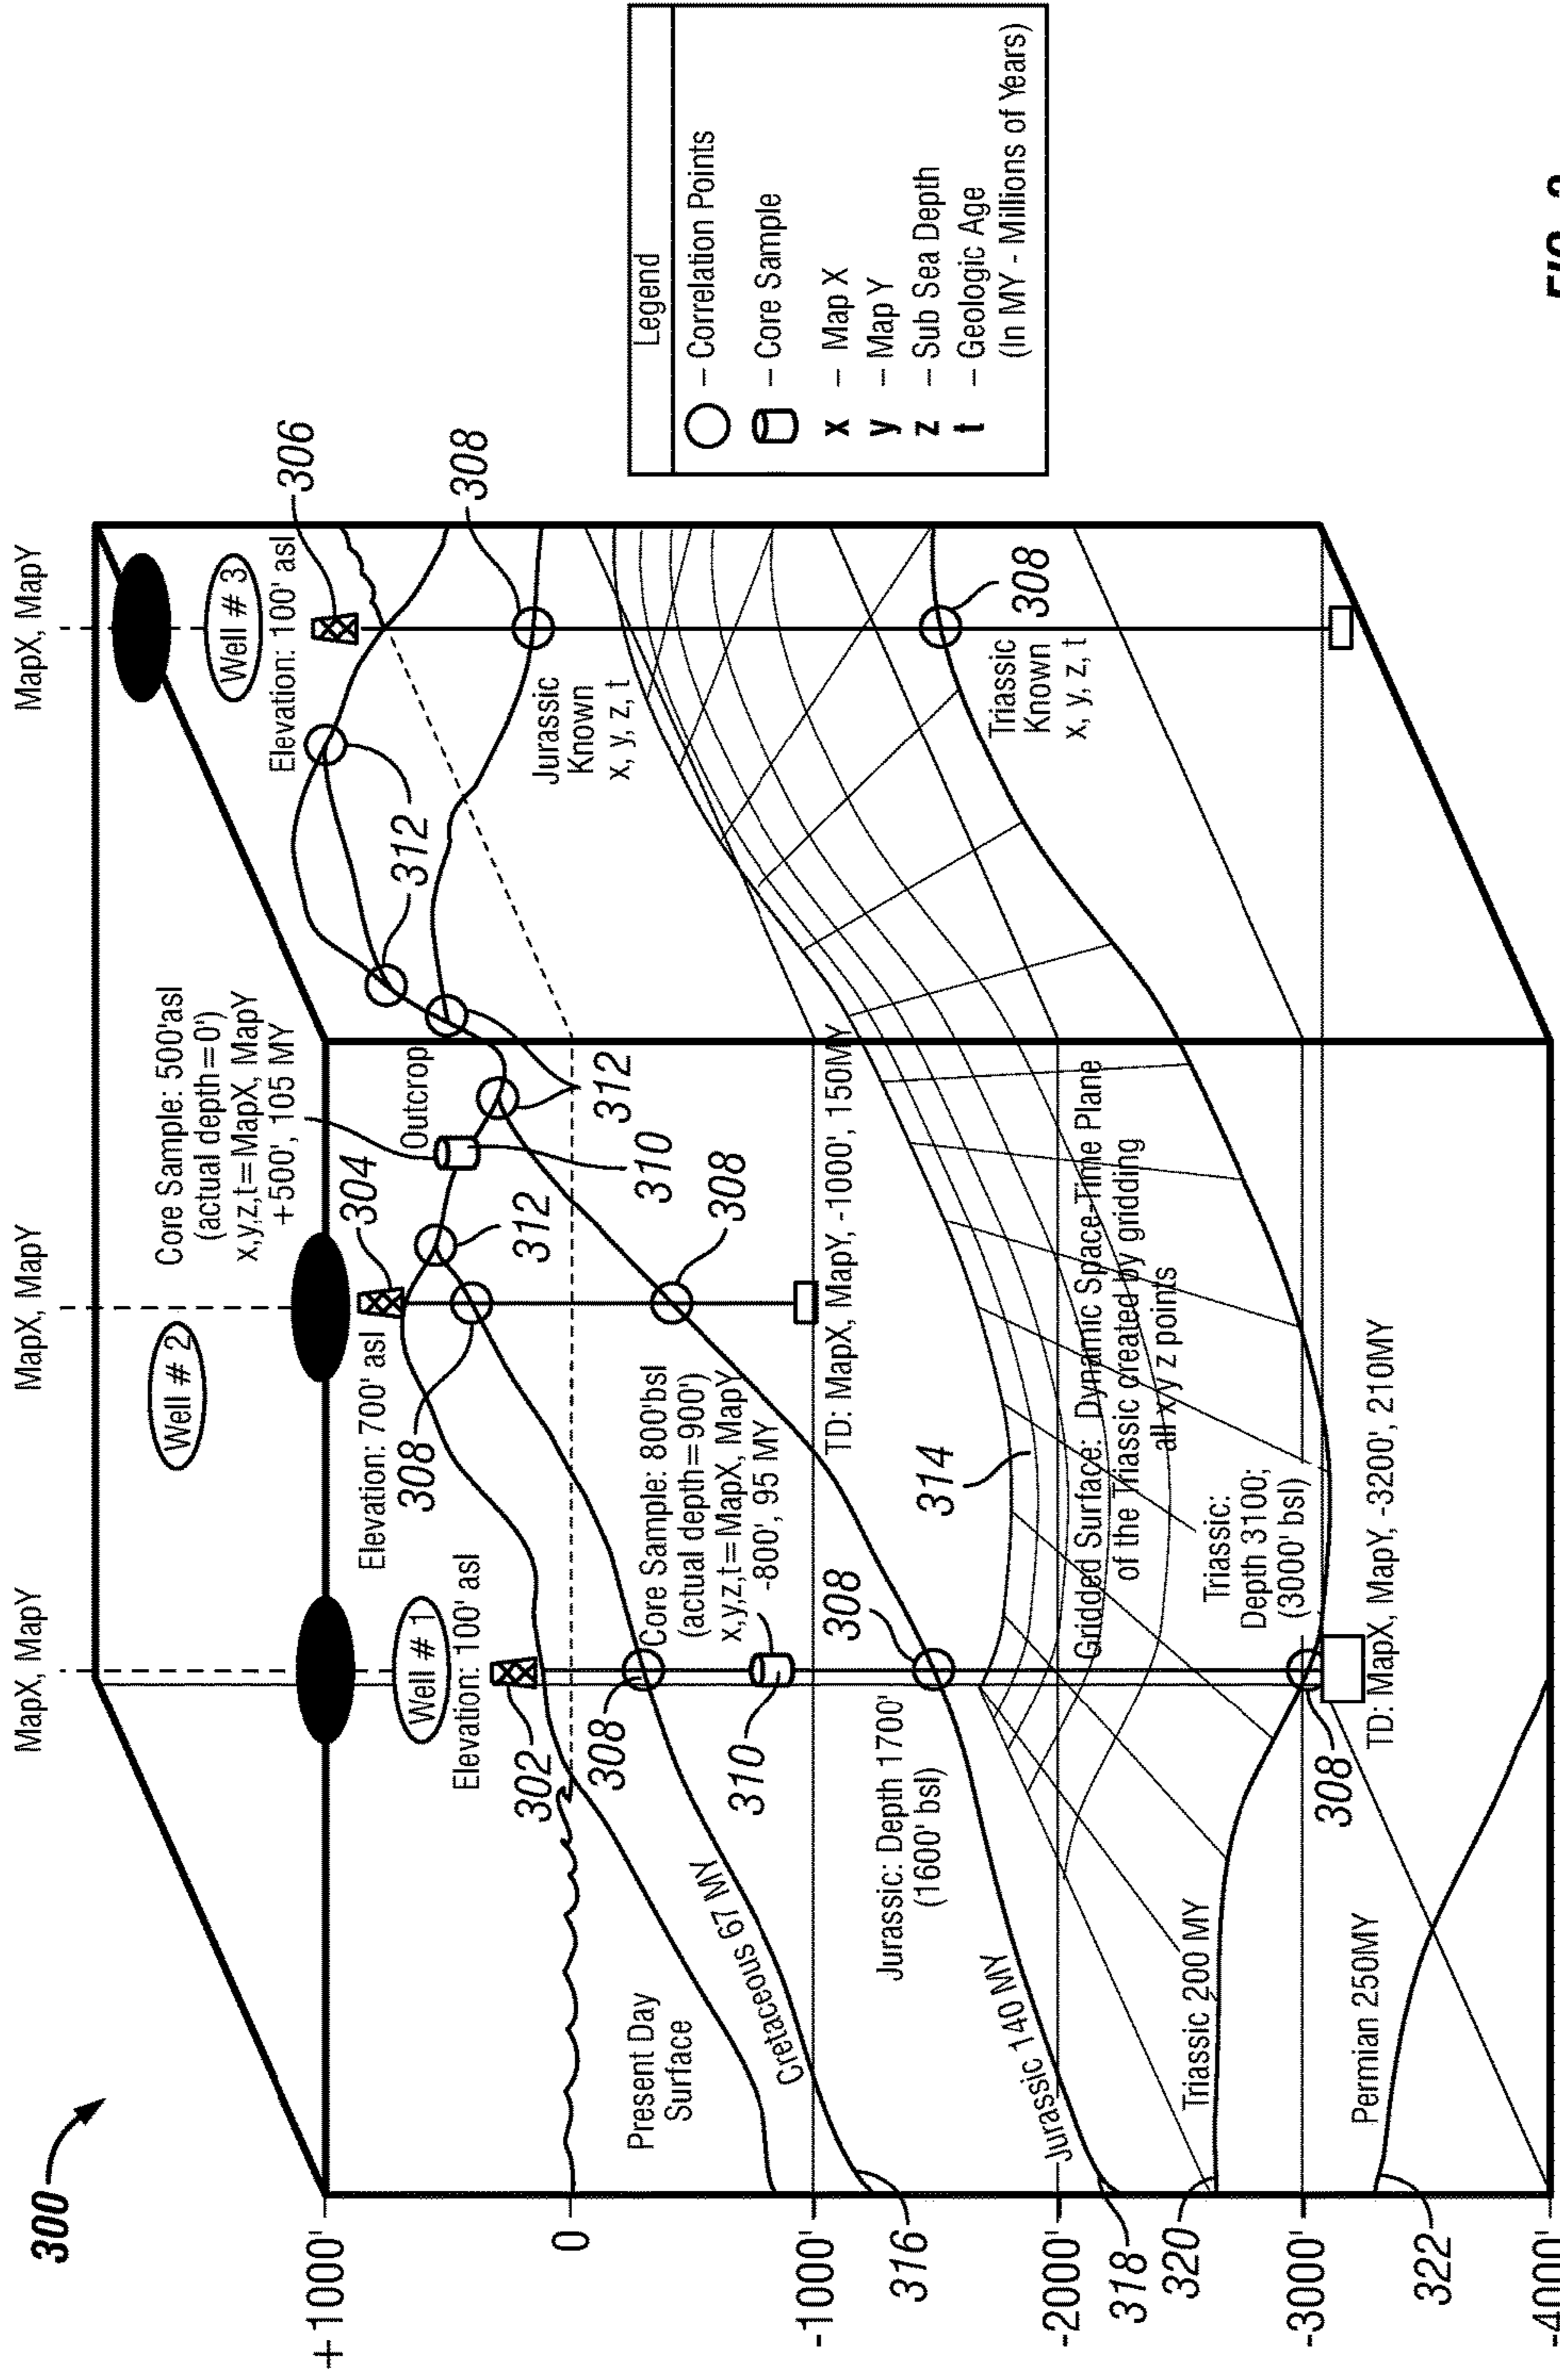 300
MapX, MapY
MapX, MapY
MapX, MapY
Well # 1
Elevation: 100' asl
302
Well # 2
Elevation: 700' asl
304
Core Sample: 500'asl
(actual depth=0')
x,y,z,t=MapX, MapY
+500', 105 MY
Outcrop
Well # 3
Elevation: 100' asl
306
308
+ 1000'
0
-1000'
-2000'
-3000'
-4000'
312
312
312
310
308
308
308
Core Sample: 800'bsl
(actual depth=900')
x,y,z,t=MapX, MapY
-800', 95 MY
310
TD: MapX, MapY, -1000', 150MY
Jurassic
Known
x, y, z, t
Present Day
Surface
Cretaceous 67 MY
316
Jurassic: Depth 1700'
(1600' bsl)
308
314
Jurassic 140 MY
318
Gridded Surface: Dynamic Space-Time Plane
of the Triassic created by gridding
all x y z points
Triassic
Known
x, y, z, t
308
Triassic 200 MY
320
Triassic:
Depth 3100;
(3000' bsl)
308
TD: MapX, MapY, -3200', 210MY
Permian 250MY
322
Legend
– Correlation Points
– Core Sample
x – Map X
y – Map Y
z – Sub Sea Depth
t – Geologic Age
(In MY - Millions of Years)